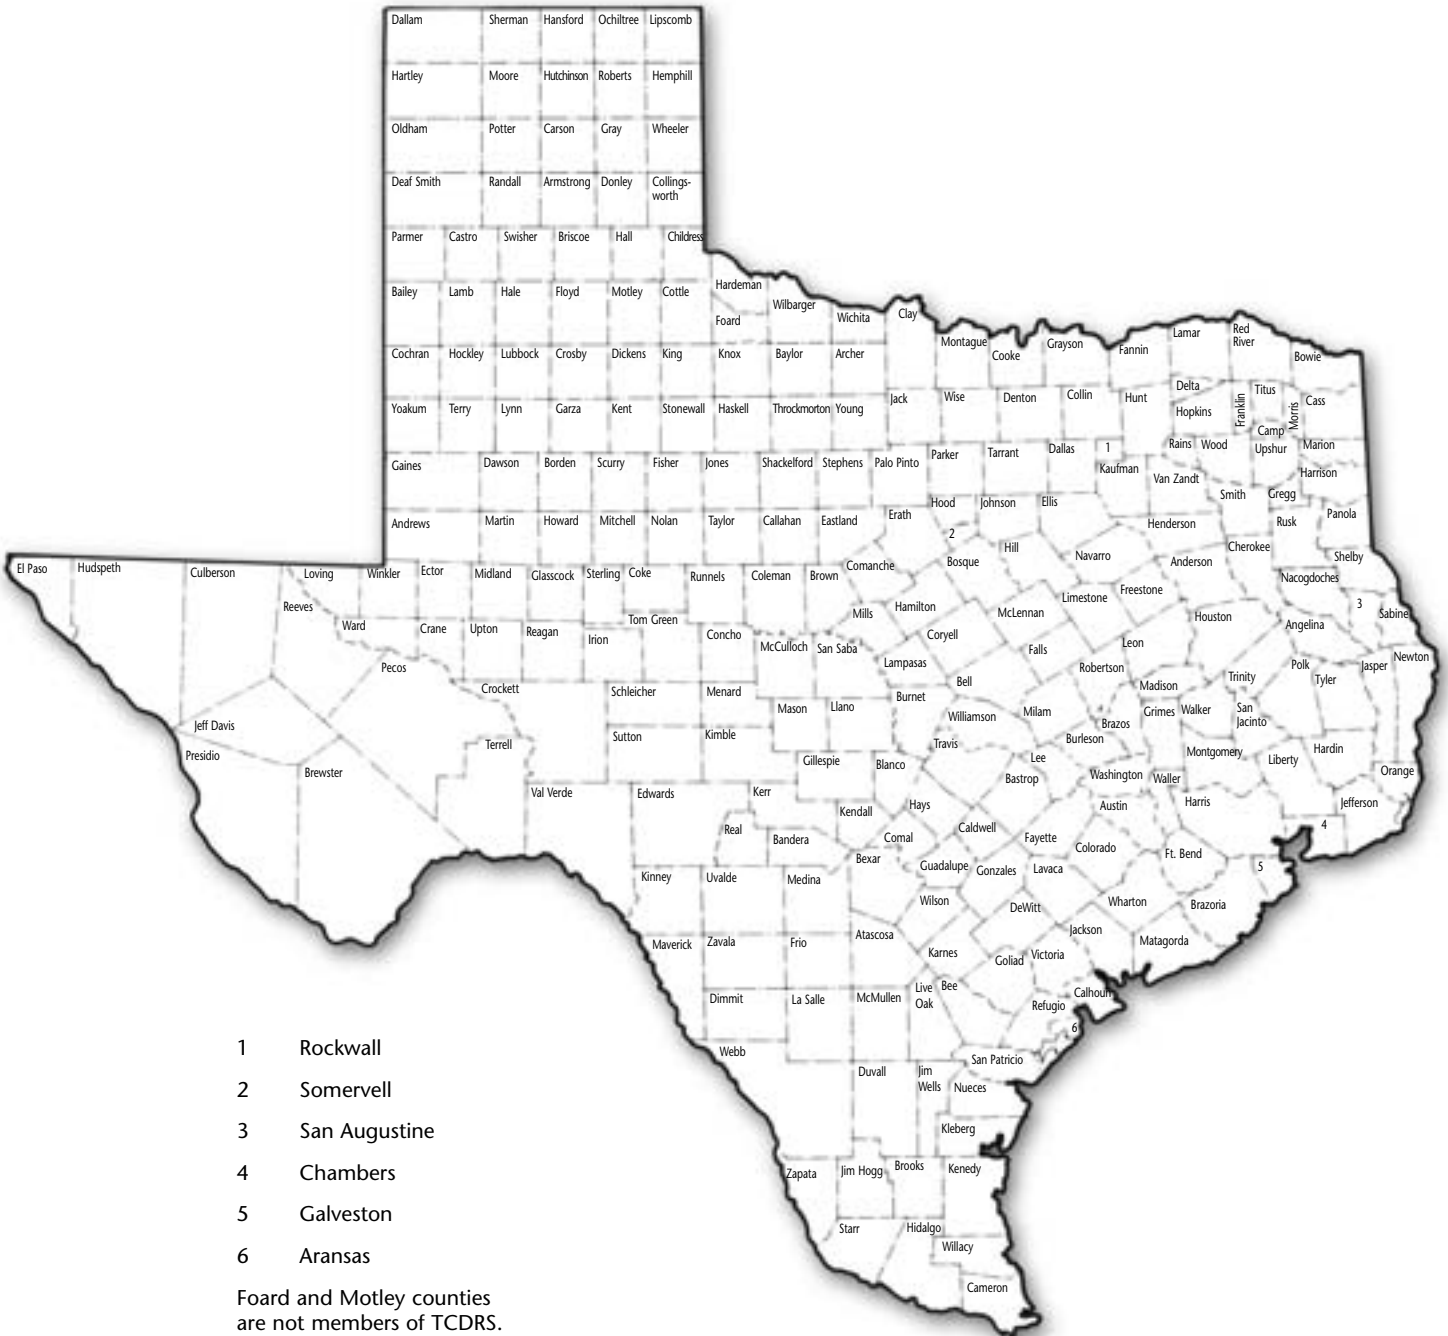 Dallam Sherman Hansford Ochiltree Lipscomb
Hartley Moore Hutchinson Roberts Hemphill
Oldham Potter Carson Gray Wheeler
Deaf Smith Randall Armstrong Donley Collings-
worth
Parmer Castro Swisher Briscoe Hall Childress
Bailey Lamb Hale Floyd Motley Cottle
Hardeman
Wilbarger
Foard Wichita Clay
Cochran Hockley Lubbock Crosby Dickens King Knox Baylor Archer
Montague Cooke Grayson Fannin Lamar Red
River
Bowie
Yoakum Terry Lynn Garza Kent Stonewall Haskell Throckmorton Young
Jack Wise Denton Collin Hunt Delta
Hopkins Franklin Titus Morris Cass
Camp
Gaines Dawson Borden Scurry Fisher Jones Shackelford Stephens Palo Pinto
Parker Tarrant Dallas 1 Rains Wood Upshur Marion
Kaufman Van Zandt Harrison
Smith Gregg
Andrews Martin Howard Mitchell Nolan Taylor Callahan Eastland Erath
Hood Johnson Ellis Henderson Rusk Panola
2
El Paso Hudspeth Culberson Loving Winkler Ector Midland Glasscock Sterling Coke Runnels Coleman Brown Comanche
Bosque Hill Navarro Anderson Cherokee Shelby
Reeves Ward Crane Upton Reagan Irion Tom Green Concho
Mills Hamilton McLennan Limestone Freestone Houston Nacogdoches 3 Sabine
McCulloch San Saba Coryell Falls Leon Angelina
Pecos Lampasas Robertson Polk Jasper Newton
Crockett Schleicher Menard Burnet Bell Madison Trinity Tyler
Mason Llano Williamson Milam Brazos Grimes Walker San
Jacinto
Jeff Davis Sutton Kimble Travis Burleson
Presidio Terrell Gillespie Blanco Lee Montgomery Liberty Hardin
Brewster Bastrop Washington Waller Orange
Val Verde Edwards Kerr Kendall Hays Austin Harris Jefferson
Real Bandera Comal Caldwell Fayette Colorado 4
Kinney Uvalde Medina Bexar Guadalupe Gonzales Lavaca Ft. Bend 5
Wilson DeWitt Wharton Brazoria
Maverick Zavala Frio Atascosa Karnes Goliad Victoria Jackson Matagorda
Dimmit La Salle McMullen Live
Oak
Bee Refugio Calhoun
6
Webb San Patricio
Duvall Jim
Wells
Nueces
Kleberg
Zapata Jim Hogg Brooks Kenedy
Starr Hidalgo
Willacy
Cameron
1 Rockwall
2 Somervell
3 San Augustine
4 Chambers
5 Galveston
6 Aransas
Foard and Motley counties
are not members of TCDRS.